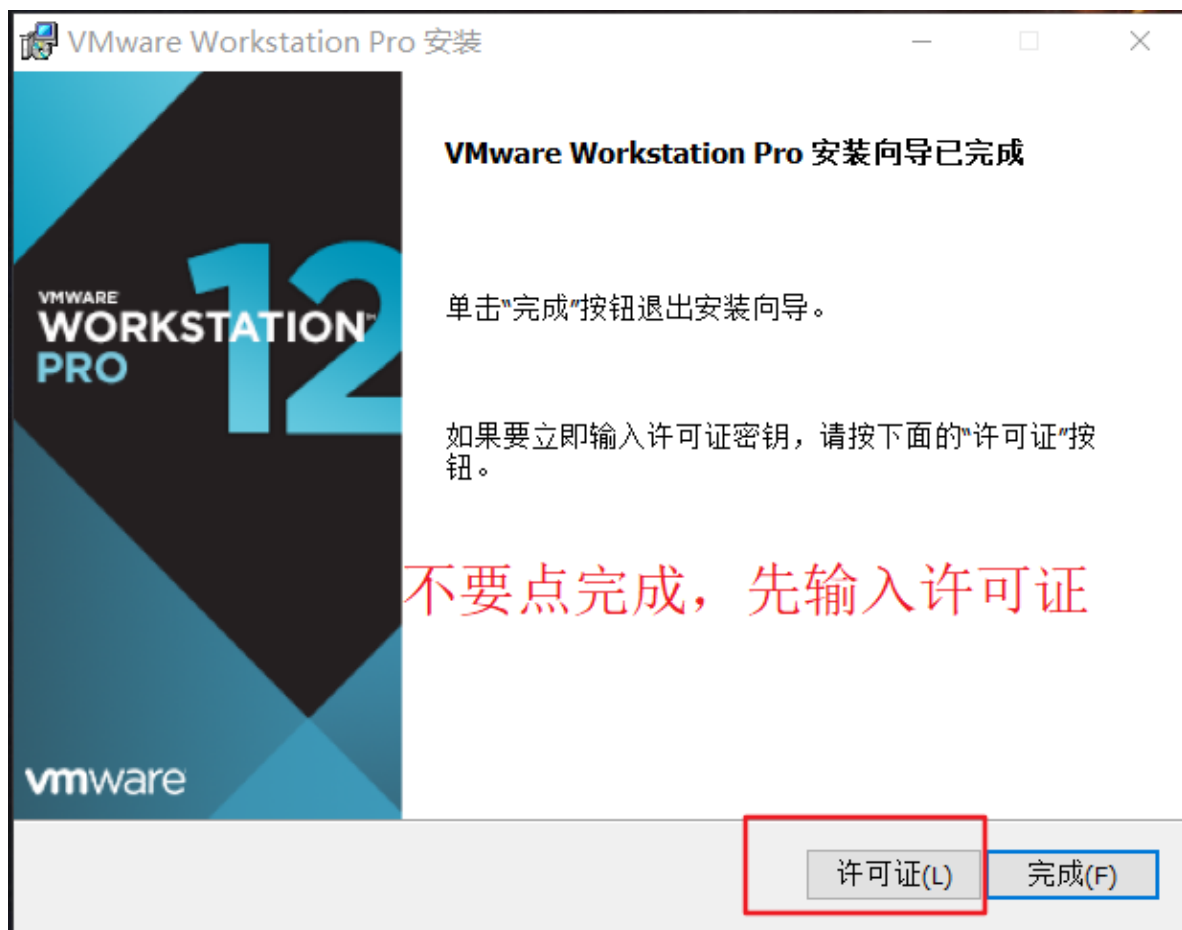 VMware Workstation Pro 安装
VMware Workstation Pro 安装向导已完成
VMWARE
WORKSTATION™
PRO
12
单击“完成”按钮退出安装向导。
如果要立即输入许可证密钥，请按下面的“许可证”按
钮。
不要点完成，先输入许可证
vmware
许可证(L)
完成(F)